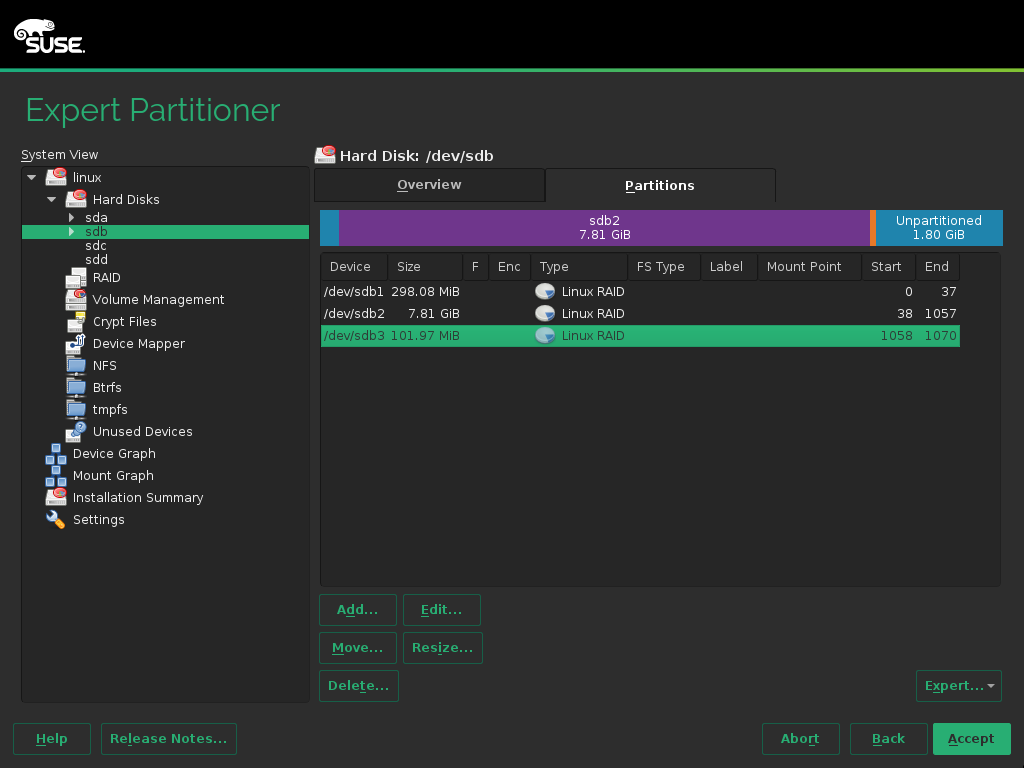 SUSE.
Expert Partitioner
System View
linux
Hard Disks
sda
sdb
sdc
sdd
RAID
Volume Management
Crypt Files
Device Mapper
NFS
Btrfs
tmpfs
Unused Devices
Device Graph
Mount Graph
Installation Summary
Settings
Hard Disk: /dev/sdb
Overview Partitions
sdb2 Unpartitioned
7.81 GiB 1.80 GiB
Device Size F Enc Type FS Type Label Mount Point Start End
/dev/sdb1 298.08 MiB Linux RAID 0 37
/dev/sdb2 7.81 GiB Linux RAID 38 1057
/dev/sdb3 101.97 MiB Linux RAID 1058 1070
Add... Edit...
Move... Resize...
Delete... Expert...
Help Release Notes... Abort Back Accept